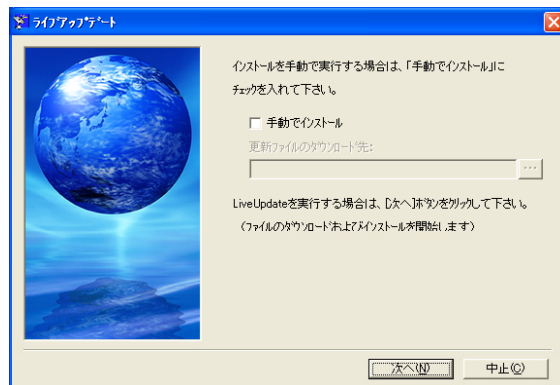 ライブアップデート
インストールを手動で実行する場合は、「手動でインストール」に
チェックを入れて下さい。
手動でインストール
更新ファイルのダウンロード先:
...
LiveUpdateを実行する場合は、[次へ]ボタンをクリックして下さい。
(ファイルのダウンロードおよびインストールを開始します)
次へ(N)
中止(C)